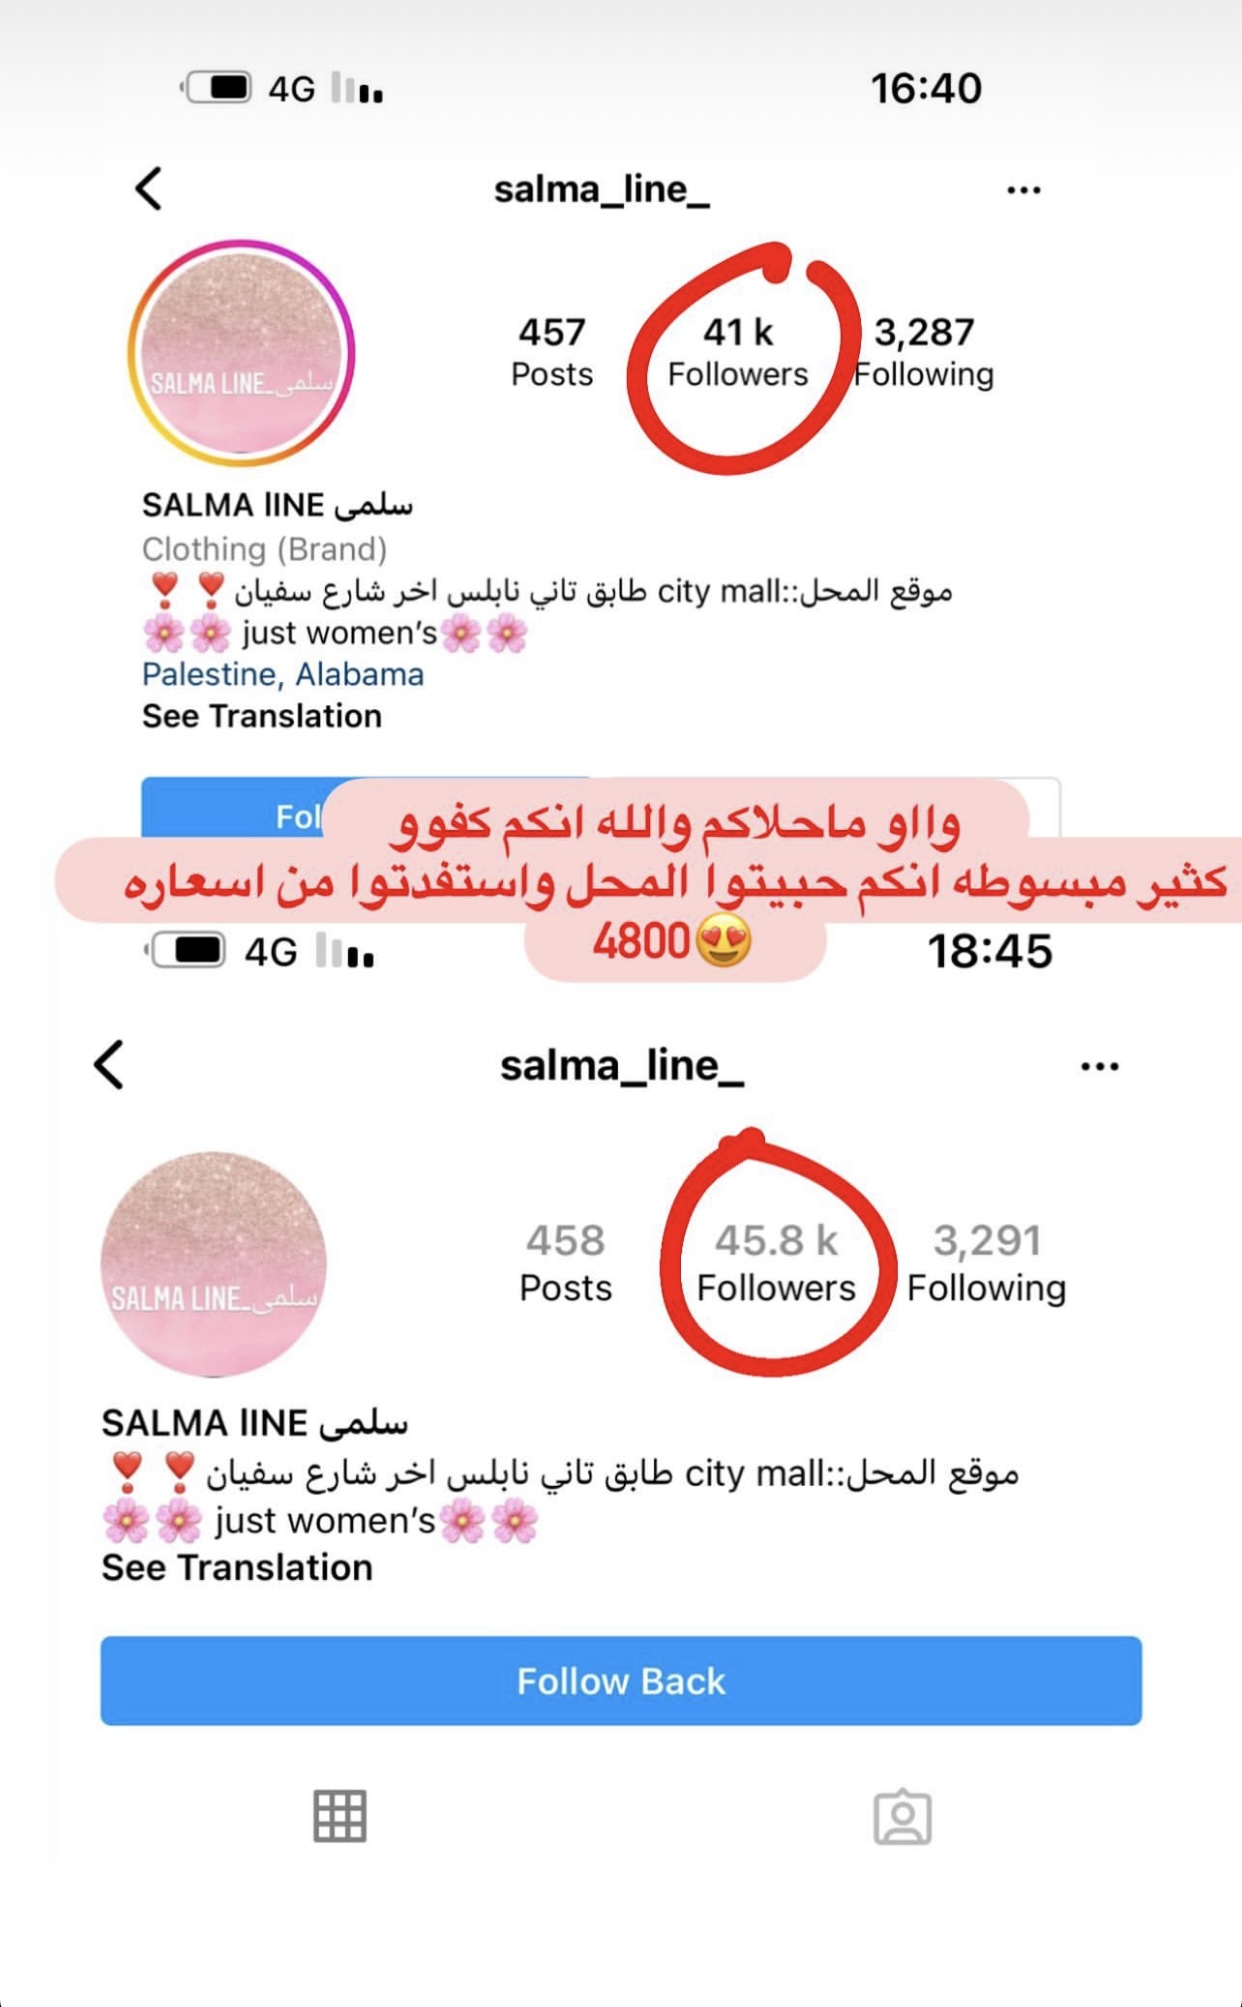 4G 16:40
salma_line_
SALMA LINE_سلمى
457 41 k 3,287
Posts Followers Following
SALMA lINE سلمى
Clothing (Brand)
موقع المحل::city mall طابق تاني نابلس اخر شارع سفيان ❣️ ❣️
🌸🌸 just women's🌸🌸
Palestine, Alabama
See Translation
Fol
وااو ماحلاكم والله انكم كفوو
كثير مبسوطه انكم حبيتوا المحل واستفدتوا من اسعاره
4800😍
4G 18:45
salma_line_
SALMA LINE_سلمى
458 45.8 k 3,291
Posts Followers Following
SALMA lINE سلمى
موقع المحل::city mall طابق تاني نابلس اخر شارع سفيان ❣️ ❣️
🌸🌸 just women's🌸🌸
See Translation
Follow Back